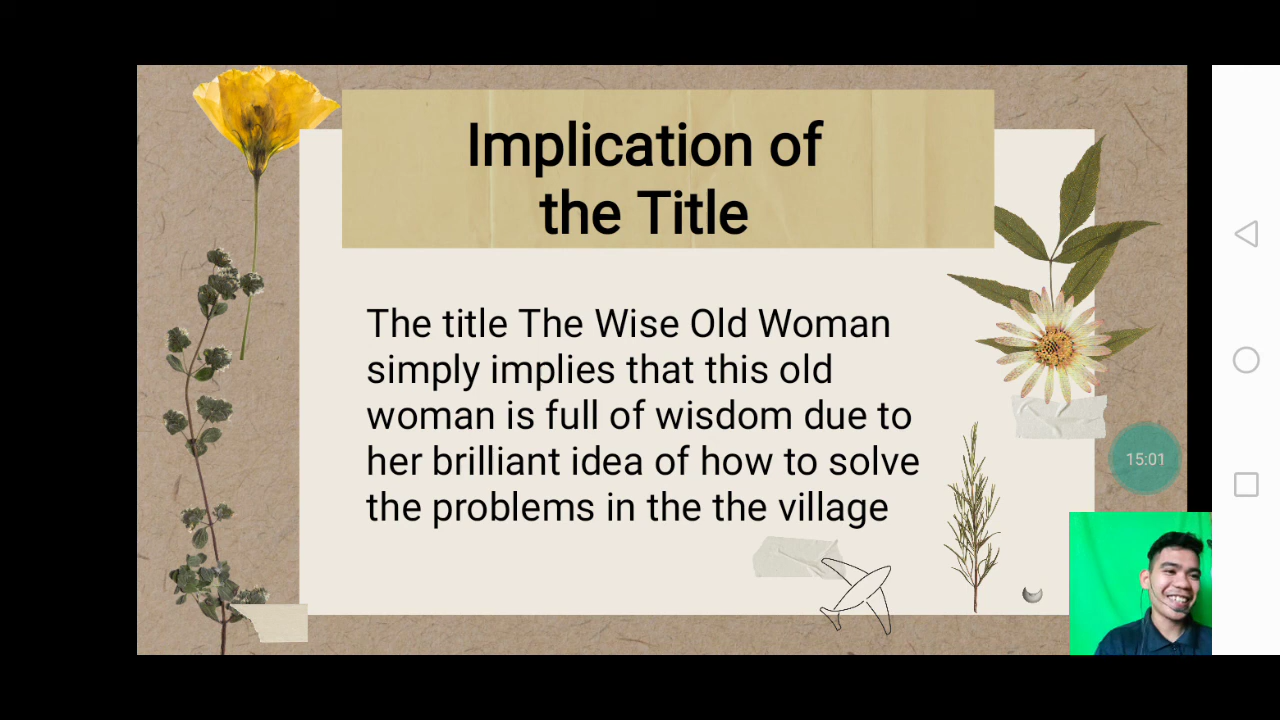 Implication of
the Title
The title The Wise Old Woman
simply implies that this old
woman is full of wisdom due to
her brilliant idea of how to solve
the problems in the the village
15:01